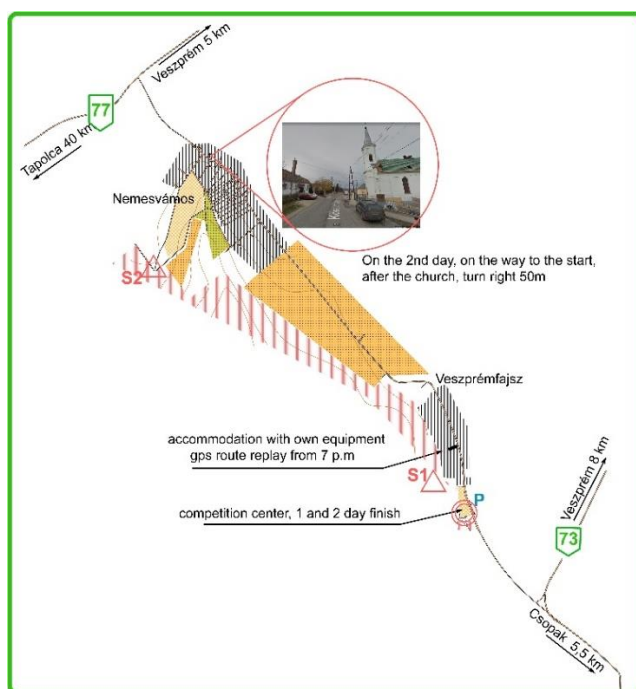 Veszprém 5 km
77
Tapolca 40 km
Nemesvámos
On the 2nd day, on the way to the start,
after the church, turn right 50m
S2
Veszprémfajsz
accommodation with own equipment
gps route replay from 7 p.m
S1
P
competition center, 1 and 2 day finish
Veszprém 8 km
73
Csopak 5,5 km